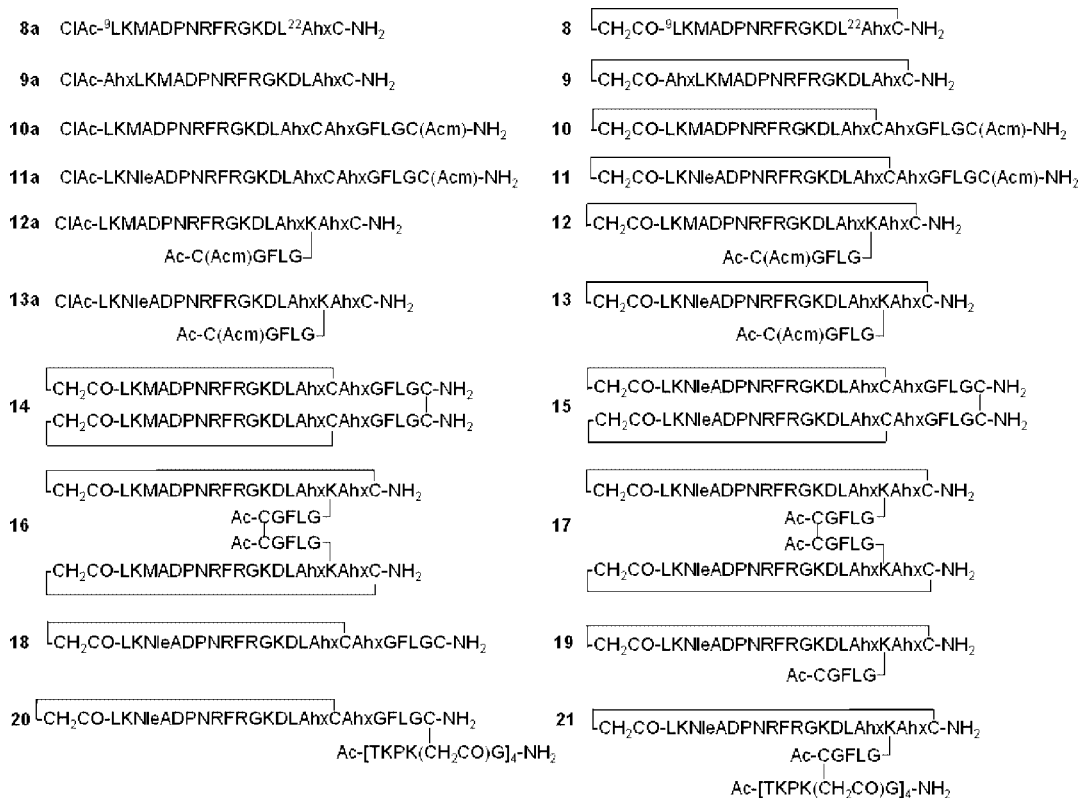 8a ClAc-⁹LKMADPNRFRGKDL²²AhxC-NH₂
8 CH₂CO-⁹LKMADPNRFRGKDL²²AhxC-NH₂
9a ClAc-AhxLKMADPNRFRGKDLAhxC-NH₂
9 CH₂CO-AhxLKMADPNRFRGKDLAhxC-NH₂
10a ClAc-LKMADPNRFRGKDLAhxCAhxGFLGC(Acm)-NH₂
10 CH₂CO-LKMADPNRFRGKDLAhxCAhxGFLGC(Acm)-NH₂
11a ClAc-LKNleADPNRFRGKDLAhxCAhxGFLGC(Acm)-NH₂
11 CH₂CO-LKNleADPNRFRGKDLAhxCAhxGFLGC(Acm)-NH₂
12a ClAc-LKMADPNRFRGKDLAhxKAhxC-NH₂
Ac-C(Acm)GFLG
12 CH₂CO-LKMADPNRFRGKDLAhxKAhxC-NH₂
Ac-C(Acm)GFLG
13a ClAc-LKNleADPNRFRGKDLAhxKAhxC-NH₂
Ac-C(Acm)GFLG
13 CH₂CO-LKNleADPNRFRGKDLAhxKAhxC-NH₂
Ac-C(Acm)GFLG
14 CH₂CO-LKMADPNRFRGKDLAhxCAhxGFLGC-NH₂
CH₂CO-LKMADPNRFRGKDLAhxCAhxGFLGC-NH₂
15 CH₂CO-LKNleADPNRFRGKDLAhxCAhxGFLGC-NH₂
CH₂CO-LKNleADPNRFRGKDLAhxCAhxGFLGC-NH₂
16 CH₂CO-LKMADPNRFRGKDLAhxKAhxC-NH₂
Ac-CGFLG
Ac-CGFLG
CH₂CO-LKMADPNRFRGKDLAhxKAhxC-NH₂
17 CH₂CO-LKNleADPNRFRGKDLAhxKAhxC-NH₂
Ac-CGFLG
Ac-CGFLG
CH₂CO-LKNleADPNRFRGKDLAhxKAhxC-NH₂
18 CH₂CO-LKNleADPNRFRGKDLAhxCAhxGFLGC-NH₂
19 CH₂CO-LKNleADPNRFRGKDLAhxKAhxC-NH₂
Ac-CGFLG
20 CH₂CO-LKNleADPNRFRGKDLAhxCAhxGFLGC-NH₂
Ac-[TKPK(CH₂CO)G]₄-NH₂
21 CH₂CO-LKNleADPNRFRGKDLAhxKAhxC-NH₂
Ac-CGFLG
Ac-[TKPK(CH₂CO)G]₄-NH₂